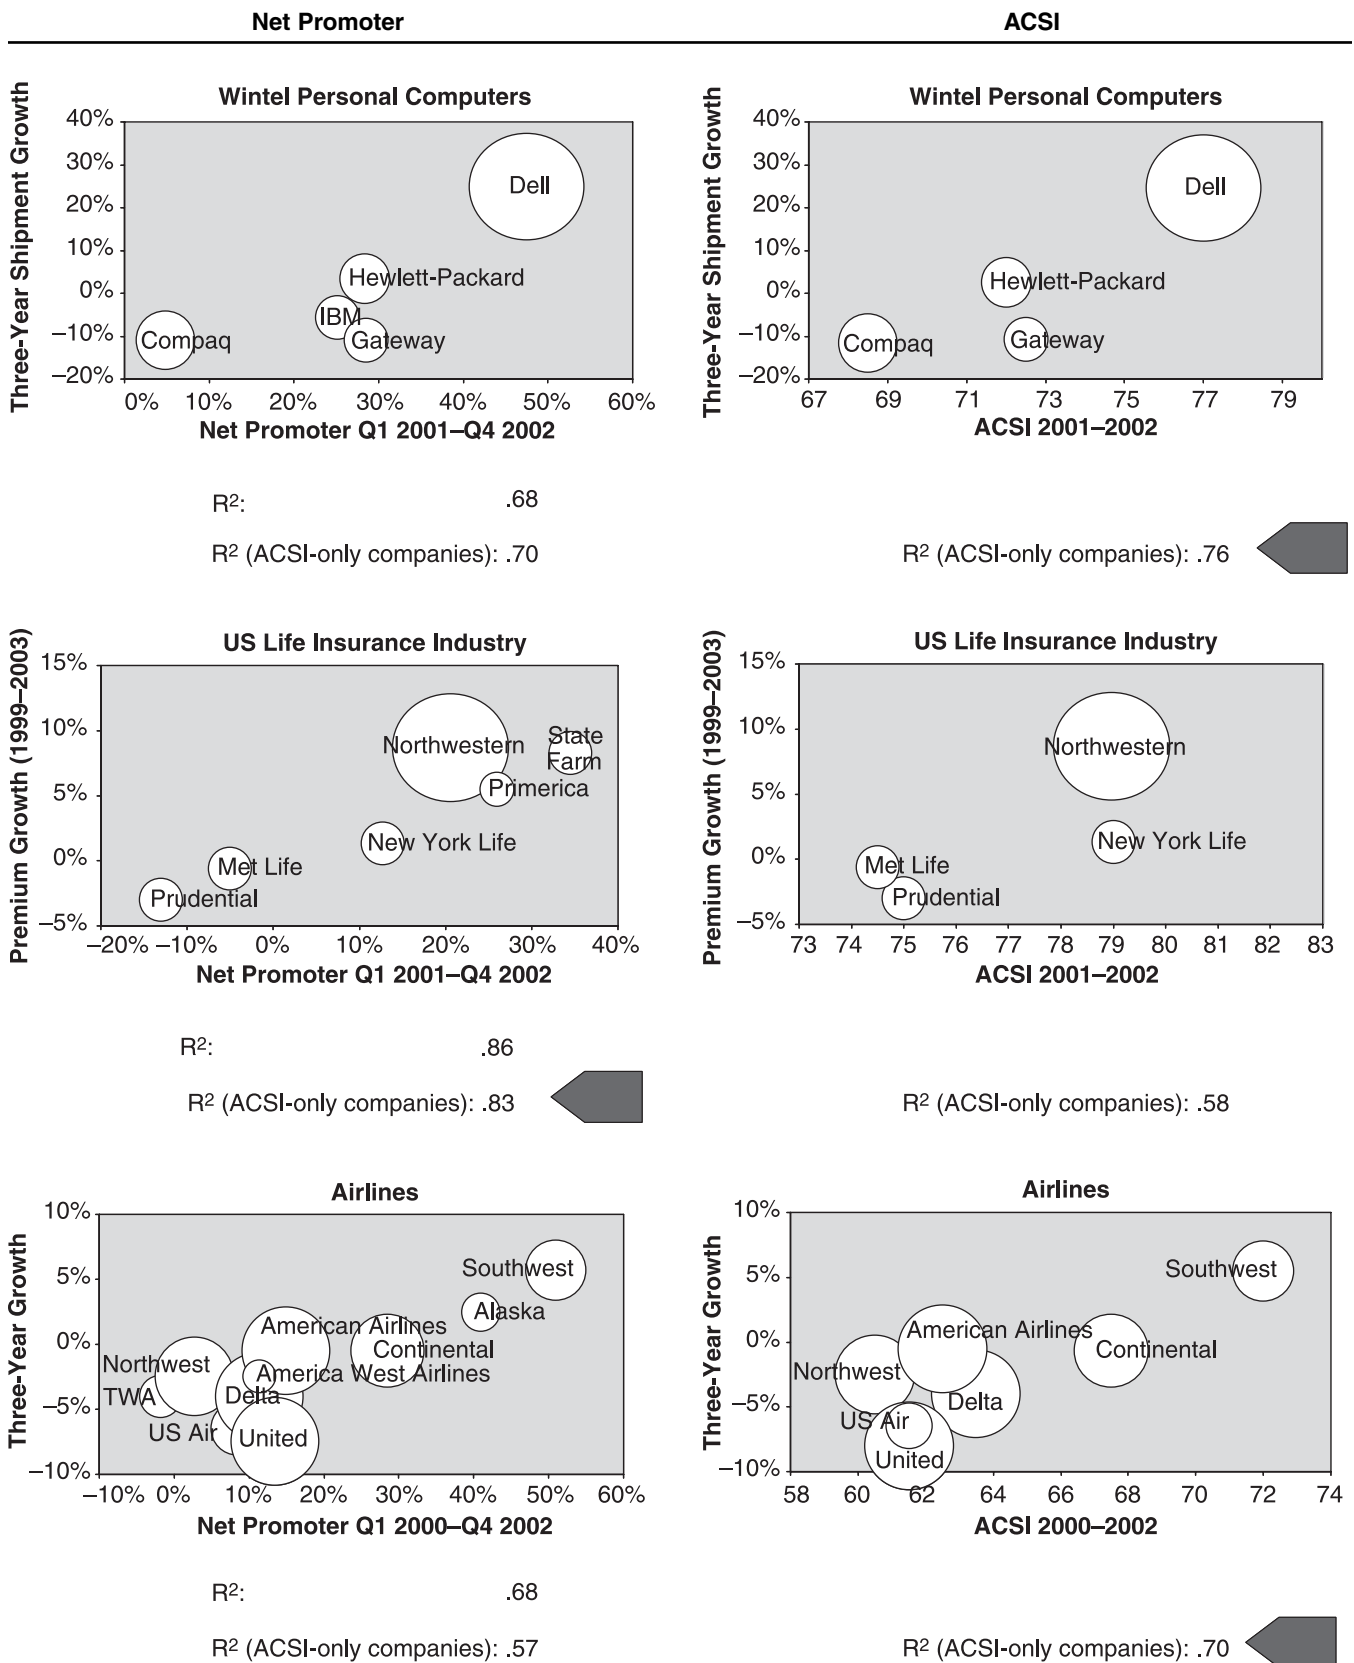 Net Promoter
ACSI
Wintel Personal Computers
Three-Year Shipment Growth
40%
30%
20%
10%
0%
–10%
–20%
Dell
Hewlett-Packard
IBM
Compaq
Gateway
0% 10% 20% 30% 40% 50% 60%
Net Promoter Q1 2001–Q4 2002
R²: .68
R² (ACSI-only companies): .70
Wintel Personal Computers
Three-Year Shipment Growth
40%
30%
20%
10%
0%
–10%
–20%
Dell
Hewlett-Packard
Compaq
Gateway
67 69 71 73 75 77 79
ACSI 2001–2002
R² (ACSI-only companies): .76
US Life Insurance Industry
Premium Growth (1999–2003)
15%
10%
5%
0%
–5%
Northwestern
State
Farm
Primerica
New York Life
Met Life
Prudential
–20% –10% 0% 10% 20% 30% 40%
Net Promoter Q1 2001–Q4 2002
R²: .86
R² (ACSI-only companies): .83
US Life Insurance Industry
Premium Growth (1999–2003)
15%
10%
5%
0%
–5%
Northwestern
New York Life
Met Life
Prudential
73 74 75 76 77 78 79 80 81 82 83
ACSI 2001–2002
R² (ACSI-only companies): .58
Airlines
Three-Year Growth
10%
5%
0%
–5%
–10%
Southwest
Alaska
American Airlines
Continental
Northwest
America West Airlines
TWA
Delta
US Air
United
–10% 0% 10% 20% 30% 40% 50% 60%
Net Promoter Q1 2000–Q4 2002
R²: .68
R² (ACSI-only companies): .57
Airlines
Three-Year Growth
10%
5%
0%
–5%
–10%
Southwest
American Airlines
Continental
Northwest
Delta
US Air
United
58 60 62 64 66 68 70 72 74
ACSI 2000–2002
R² (ACSI-only companies): .70